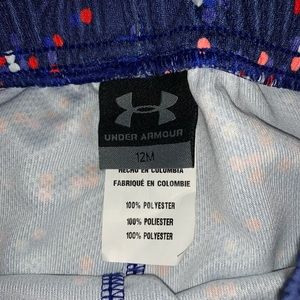 UNDER ARMOUR
12M
HECHO EN COLOMBIA
FABRIQUÉ EN COLOMBIE
100% POLYESTER
100% POLIESTER
100% POLYESTER